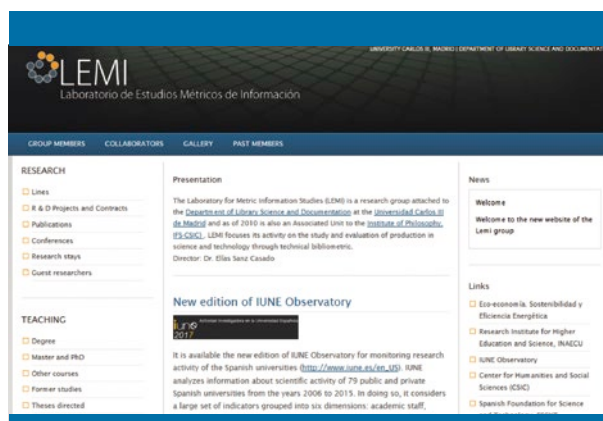 UNIVERSITY CARLOS III, MADRID | DEPARTMENT OF LIBRARY SCIENCE AND DOCUMENTAT
LEMI
Laboratorio de Estudios Métricos de Información
GROUP MEMBERS COLLABORATORS GALLERY PAST MEMBERS
RESEARCH
Lines
R & D Projects and Contracts
Publications
Conferences
Research stays
Guest researchers
TEACHING
Degree
Master and PhD
Other courses
Former studies
Theses directed
Presentation
The Laboratory for Metric Information Studies (LEMI) is a research group attached to
the Department of Library Science and Documentation at the Universidad Carlos III
de Madrid and as of 2010 is also an Associated Unit to the Institute of Philosophy,
IFS-CSIC) . LEMI focuses its activity on the study and evaluation of production in
science and technology through technical bibliometric.
Director: Dr. Elías Sanz Casado
New edition of IUNE Observatory
iune Actividad Investigadora en la Universidad Española
2017
It is available the new edition of IUNE Observatory for monitoring research
activity of the Spanish universities (http://www.iune.es/en_US). IUNE
analyzes information about scientific activity of 79 public and private
Spanish universities from the years 2006 to 2015. In doing so, it considers
a large set of indicators grouped into six dimensions: academic staff,
News
Welcome
Welcome to the new website of the
Lemi group
Links
Eco-economía, Sostenibilidad y
Eficiencia Energética
Research Institute for Higher
Education and Science, INAECU
IUNE Observatory
Center for Humanities and Social
Sciences (CSIC)
Spanish Foundation for Science